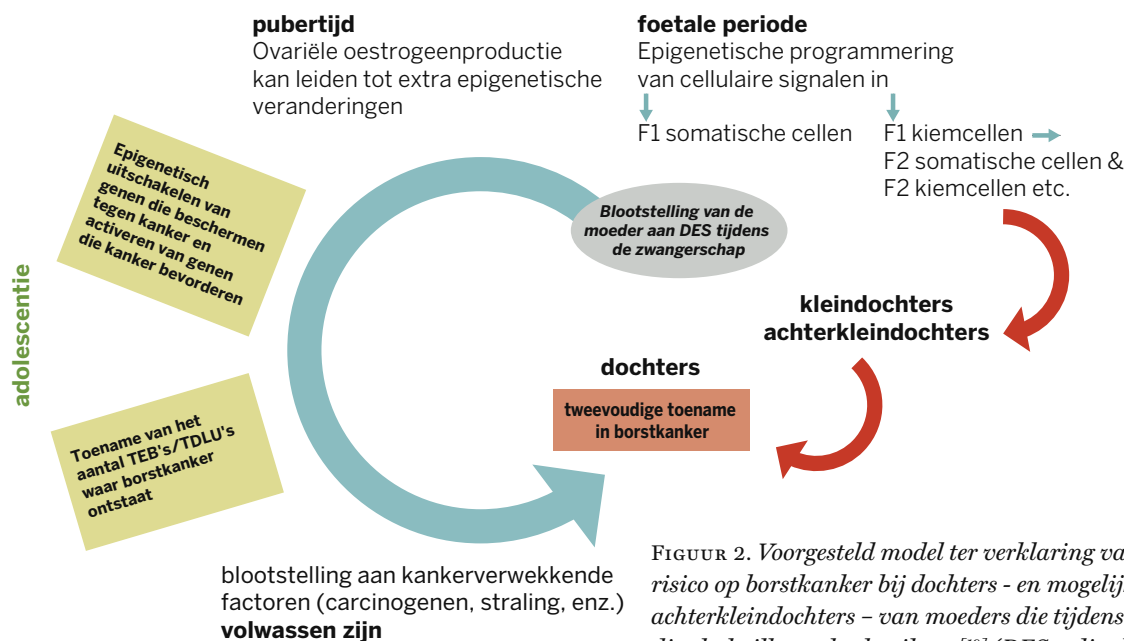 pubertijd
Ovariële oestrogeenproductie
kan leiden tot extra epigenetische
veranderingen
foetale periode
Epigenetische programmering
van cellulaire signalen in
F1 somatische cellen
F1 kiemcellen
F2 somatische cellen &
F2 kiemcellen etc.
Epigenetisch
uitschakelen van
genen die beschermen
tegen kanker en
activeren van genen
die kanker bevorderen
Blootstelling van de
moeder aan DES tijdens
de zwangerschap
adolescentie
kleindochters
achterkleindochters
dochters
tweevoudige toename
in borstkanker
Toename van het
aantal TEB's/TDLU's
waar borstkanker
ontstaat
blootstelling aan kankerverwekkende
factoren (carcinogenen, straling, enz.)
volwassen zijn
FIGUUR 2. Voorgesteld model ter verklaring
risico op borstkanker bij dochters - en
achterkleindochters – van moeders die tijdens